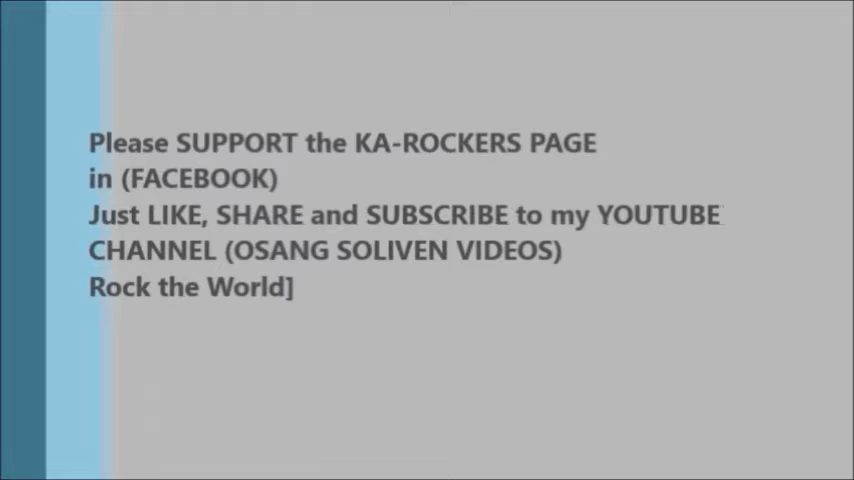 Please SUPPORT the KA-ROCKERS PAGE
in (FACEBOOK)
Just LIKE, SHARE and SUBSCRIBE to my YOUTUBE
CHANNEL (OSANG SOLIVEN VIDEOS)
Rock the World]